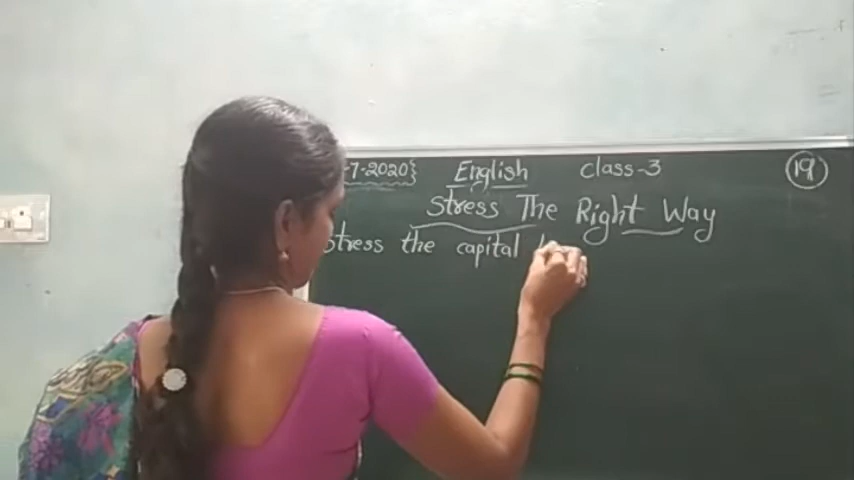 -7-2020} English class-3 19
Stress The Right Way
Stress the capital